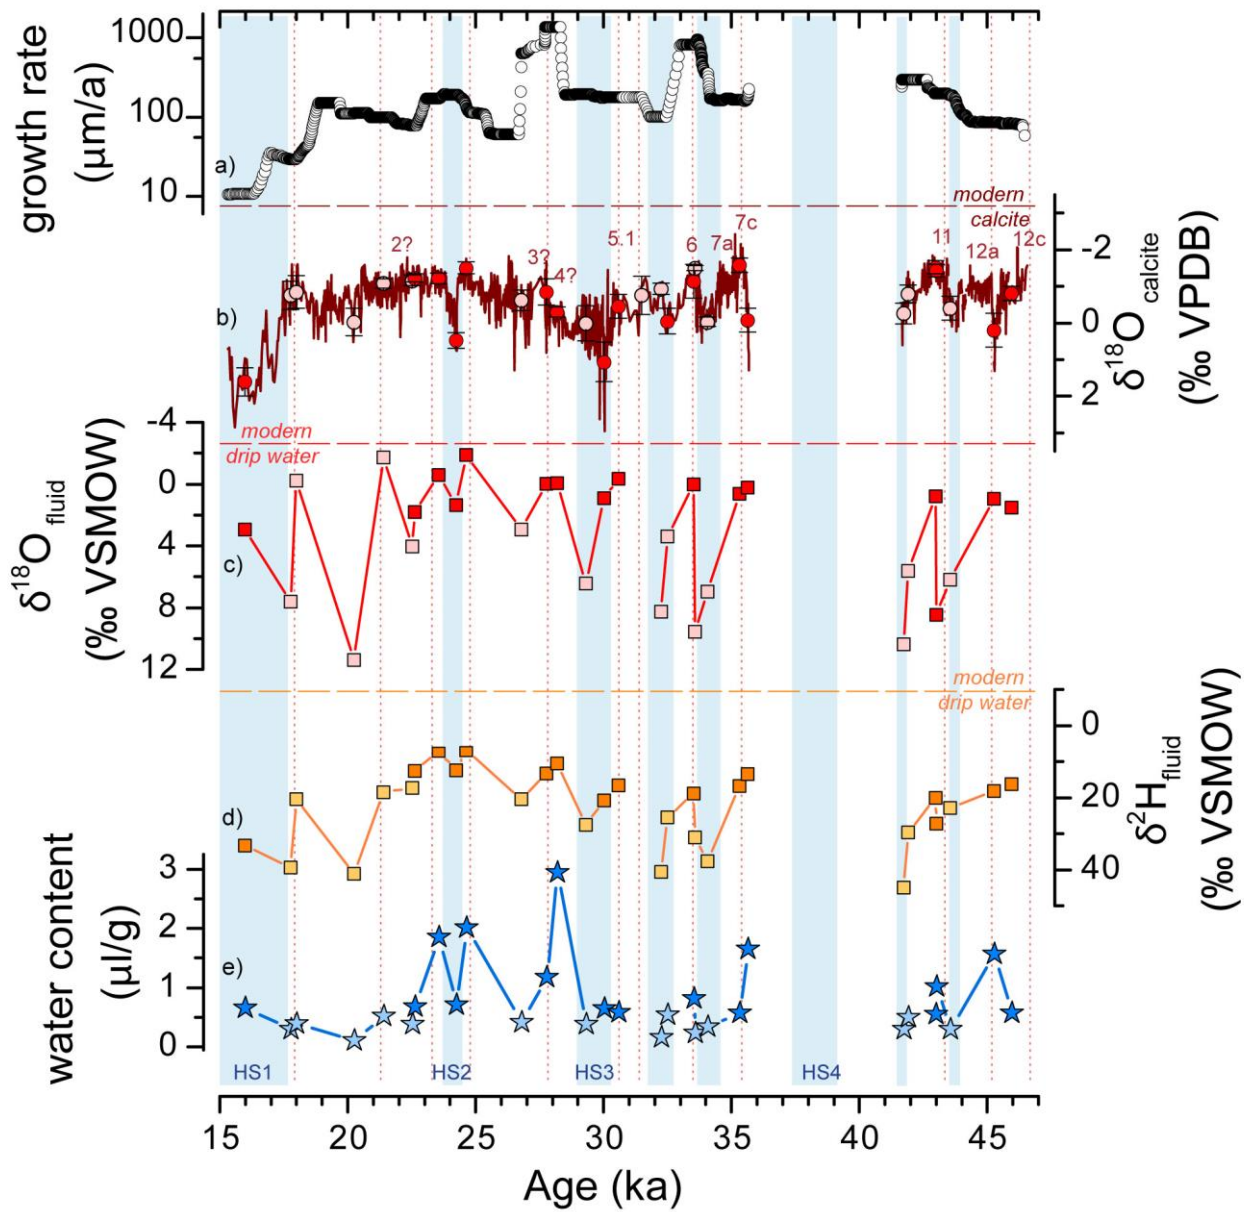 growth rate
(μm/a)
1000
100
10
a)
modern
calcite
2?
3?
4?
5.1
6
7a
7c
11
12a
12c
b)
-2
0
2
δ18Ocalcite
(‰ VPDB)
modern
drip water
δ18Ofluid
(‰ VSMOW)
-4
0
4
8
12
c)
modern
drip water
d)
0
20
40
δ2Hfluid
(‰ VSMOW)
water content
(μl/g)
3
2
1
0
e)
HS1 HS2 HS3 HS4
15 20 25 30 35 40 45
Age (ka)